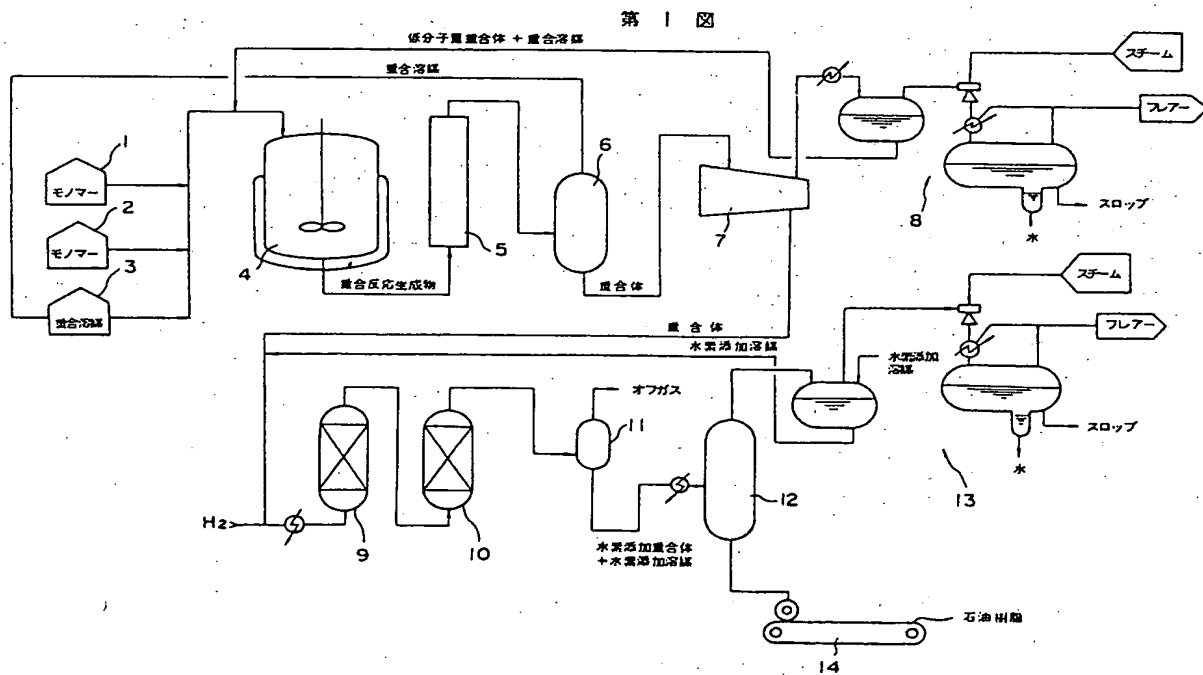 第 1 図
低分子量重合体 + 重合溶媒
スチーム
重合溶媒
フレアー
1
モノマー
6
2
モノマー
8
スロップ
3
7
水
5
4
重合溶媒
重合反応生成物
重合体
スチーム
重合体
水素添加溶媒
フレアー
水素添加
溶媒
オフガス
11
スロップ
水
12
13
H2
9
10
水素添加重合体
+水素添加溶媒
石油樹脂
14